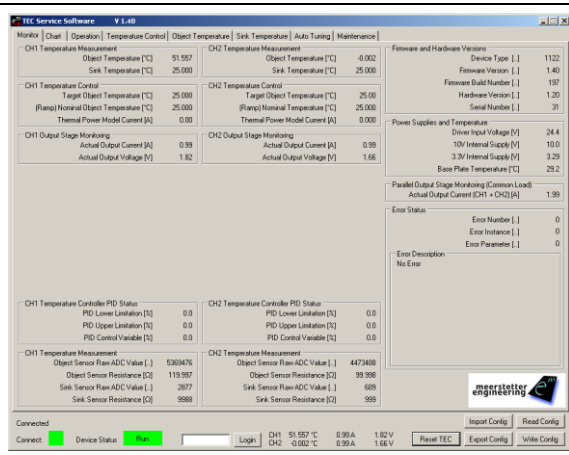 TEC Service Software V 1.40
Monitor Chart Operation Temperature Control Object Temperature Sink Temperature Auto Tuning Maintenance
CH1 Temperature Measurement
Object Temperature [°C] 51.557
Sink Temperature [°C] 25.000
CH1 Temperature Control
Target Object Temperature [°C] 25.000
(Ramp) Nominal Object Temperature [°C] 25.000
Thermal Power Model Current [A] 0.00
CH1 Output Stage Monitoring
Actual Output Current [A] 0.99
Actual Output Voltage [V] 1.82
CH1 Temperature Controller PID Status
PID Lower Limitation [%] 0.0
PID Upper Limitation [%] 0.0
PID Control Variable [%] 0.0
CH1 Temperature Measurement
Object Sensor Raw ADC Value [..] 5369476
Object Sensor Resistance [Ω] 119.997
Sink Sensor Raw ADC Value [..] 2877
Sink Sensor Resistance [Ω] 9988
CH2 Temperature Measurement
Object Temperature [°C] -0.002
Sink Temperature [°C] 25.000
CH2 Temperature Control
Target Object Temperature [°C] 25.00
(Ramp) Nominal Object Temperature [°C] 25.000
Thermal Power Model Current [A] 0.000
CH2 Output Stage Monitoring
Actual Output Current [A] 0.99
Actual Output Voltage [V] 1.66
CH2 Temperature Controller PID Status
PID Lower Limitation [%] 0.0
PID Upper Limitation [%] 0.0
PID Control Variable [%] 0.0
CH2 Temperature Measurement
Object Sensor Raw ADC Value [..] 4473488
Object Sensor Resistance [Ω] 99.998
Sink Sensor Raw ADC Value [..] 689
Sink Sensor Resistance [Ω] 999
Firmware and Hardware Versions
Device Type [..] 1122
Firmware Version [..] 1.40
Firmware Build Number [..] 197
Hardware Version [..] 1.20
Serial Number [..] 31
Power Supplies and Temperature
Driver Input Voltage [V] 24.4
10V Internal Supply [V] 10.0
3.3V Internal Supply [V] 3.29
Base Plate Temperature [°C] 29.2
Parallel Output Stage Monitoring (Common Load)
Actual Output Current (CH1 + CH2) [A] 1.99
Error Status
Error Number [..] 0
Error Instance [..] 0
Error Parameter [..] 0
Error Description
No Error
meerstetter
engineering
Connected
Connect Device Status Run Login
CH1 51.557 °C 0.99 A 1.82 V
CH2 -0.002 °C 0.99 A 1.66 V
Reset TEC
Import Config Read Config
Export Config Write Config